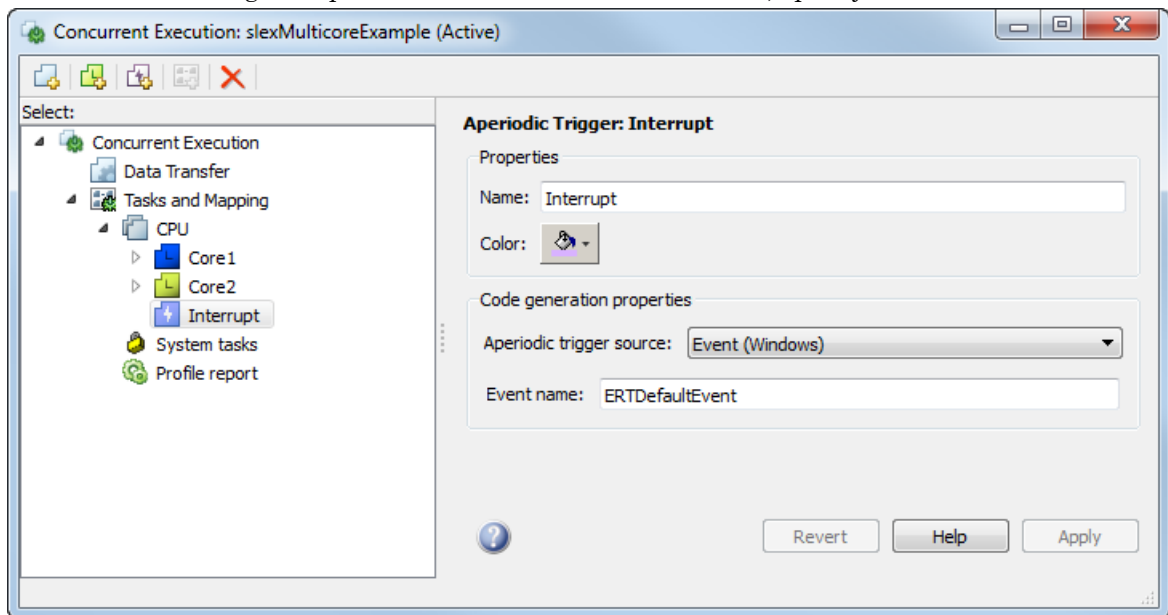 Concurrent Execution: slexMulticoreExample (Active)
Select:
Concurrent Execution
Data Transfer
Tasks and Mapping
CPU
Core1
Core2
Interrupt
System tasks
Profile report
Aperiodic Trigger: Interrupt
Properties
Name: Interrupt
Color:
Code generation properties
Aperiodic trigger source: Event (Windows)
Event name: ERTDefaultEvent
Revert Help Apply